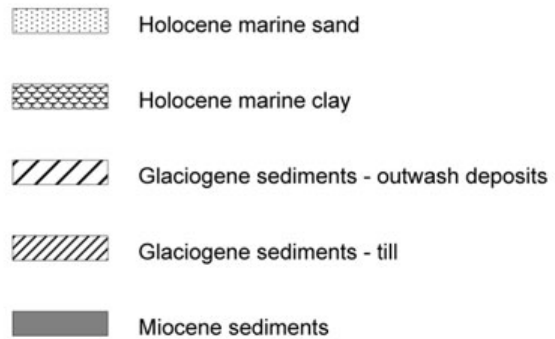 Holocene marine sand
Holocene marine clay
Glaciogene sediments - outwash deposits
Glaciogene sediments - till
Miocene sediments